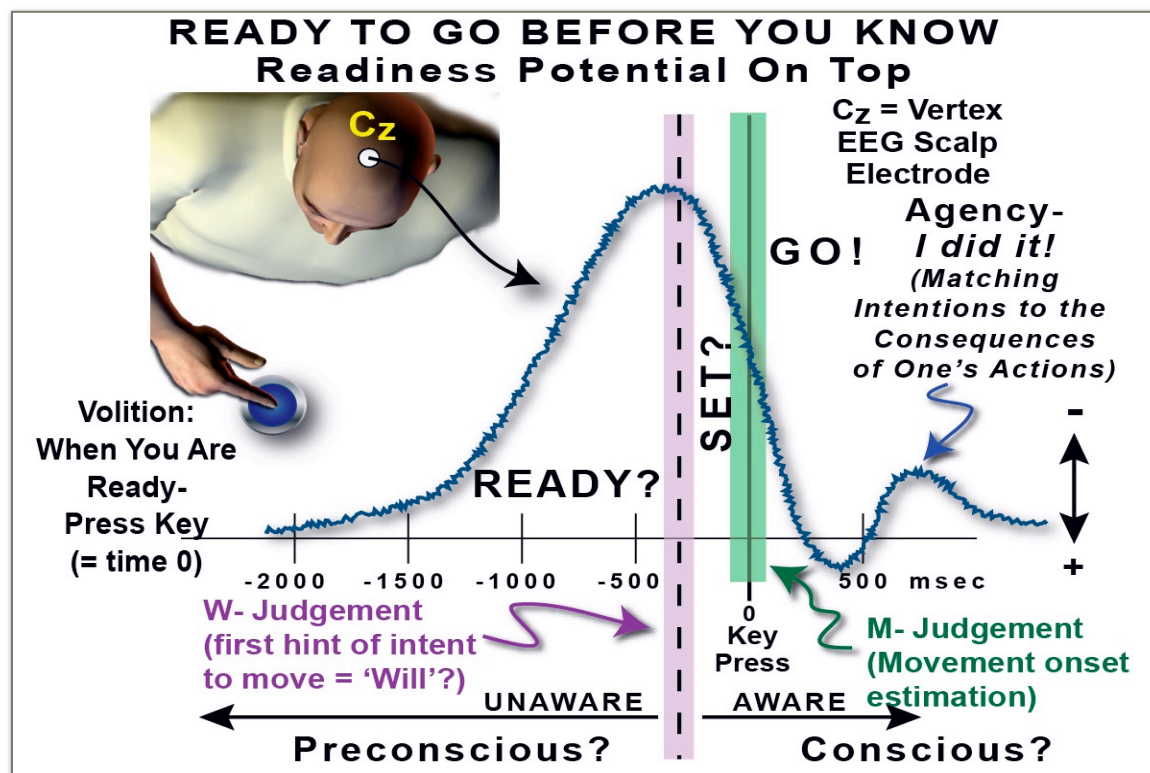 READY TO GO BEFORE YOU KNOW
Readiness Potential On Top
Cz
Cz = Vertex
EEG Scalp
Electrode
Agency-
I did it!
(Matching
Intentions to the
Consequences
of One's Actions)
GO!
SET?
READY?
Volition:
When You Are
Ready-
Press Key
(= time 0)
-
+
-2000 -1500 -1000 -500 500 msec
0
Key
Press
W- Judgement
(first hint of intent
to move = ‘Will’?)
M- Judgement
(Movement onset
estimation)
UNAWARE AWARE
Preconscious? Conscious?